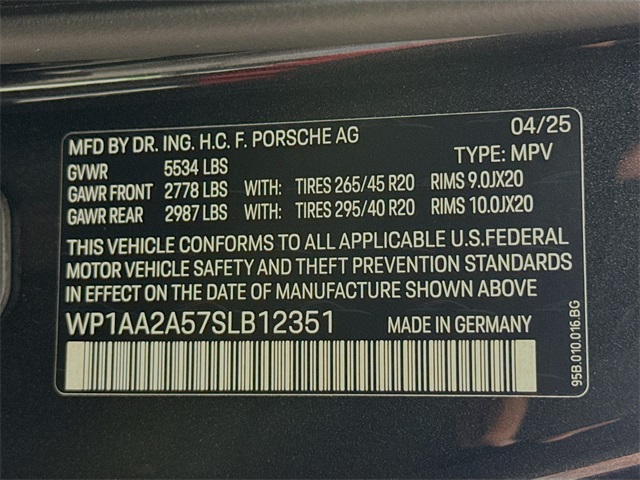 MFD BY DR. ING. H.C. F. PORSCHE AG 04/25
GVWR 5534 LBS TYPE: MPV
GAWR FRONT 2778 LBS WITH: TIRES 265/45 R20 RIMS 9.0JX20
GAWR REAR 2987 LBS WITH: TIRES 295/40 R20 RIMS 10.0JX20
THIS VEHICLE CONFORMS TO ALL APPLICABLE U.S.FEDERAL
MOTOR VEHICLE SAFETY AND THEFT PREVENTION STANDARDS
IN EFFECT ON THE DATE OF MANUFACTURE SHOWN ABOVE
WP1AA2A57SLB12351 MADE IN GERMANY
95B.010.016.BG